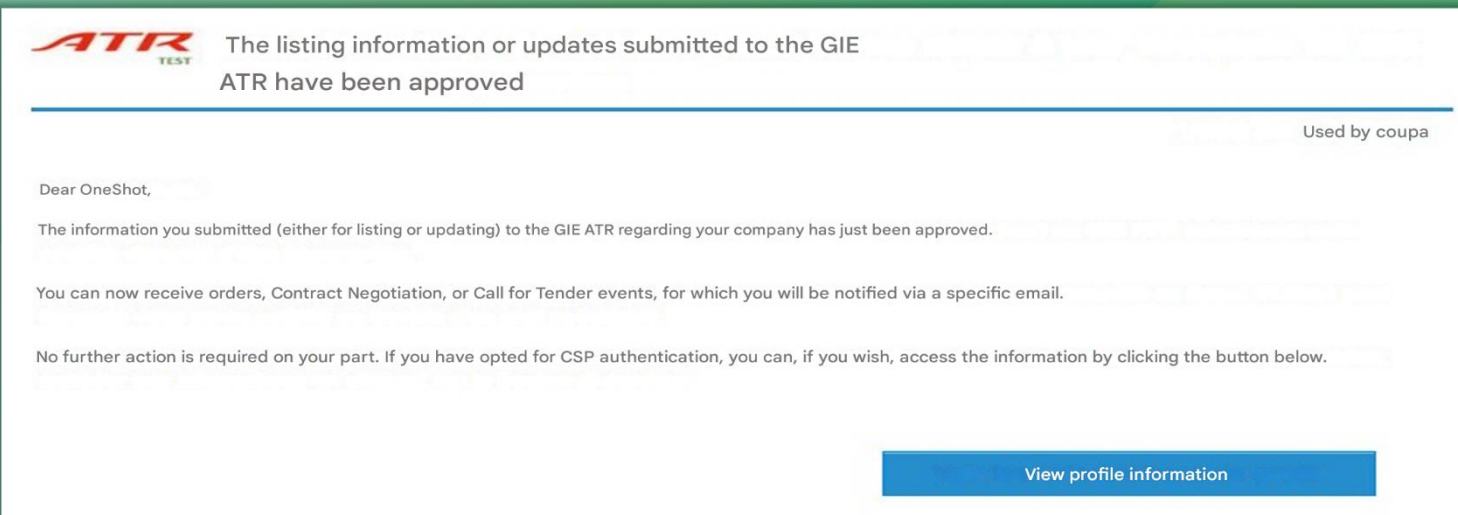 ATR
TEST
The listing information or updates submitted to the GIE
ATR have been approved
Used by coupa
Dear OneShot,
The information you submitted (either for listing or updating) to the GIE ATR regarding your company has just been approved.
You can now receive orders, Contract Negotiation, or Call for Tender events, for which you will be notified via a specific email.
No further action is required on your part. If you have opted for CSP authentication, you can, if you wish, access the information by clicking the button below.
View profile information